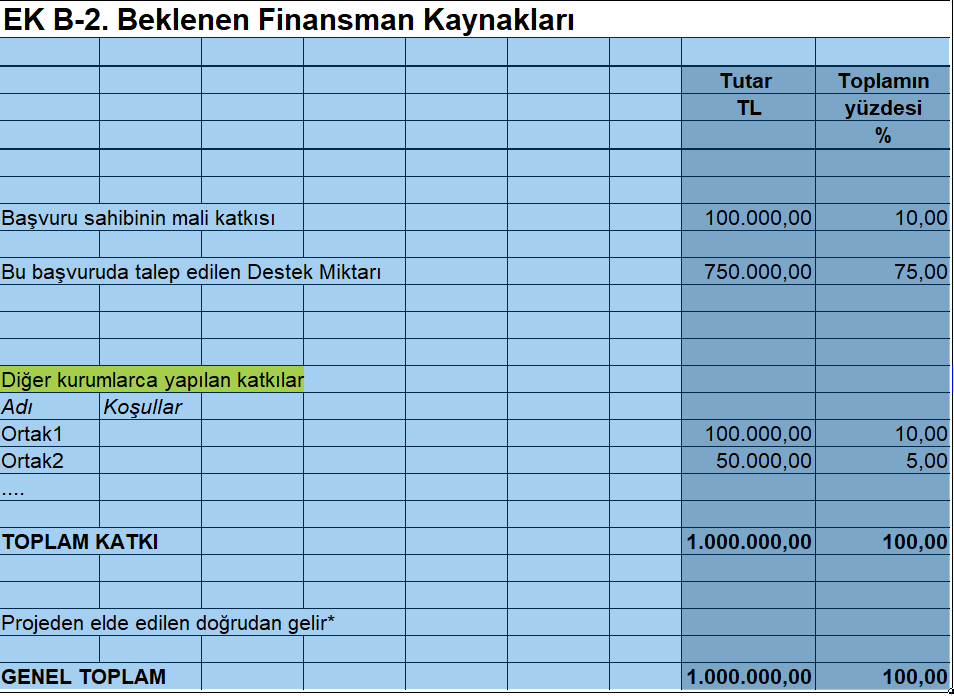 EK B-2. Beklenen Finansman Kaynakları
Tutar Toplamın
TL yüzdesi
%
Başvuru sahibinin mali katkısı 100.000,00 10,00
Bu başvuruda talep edilen Destek Miktarı 750.000,00 75,00
Diğer kurumlarca yapılan katkılar
Adı Koşullar
Ortak1 100.000,00 10,00
Ortak2 50.000,00 5,00
....
TOPLAM KATKI 1.000.000,00 100,00
Projeden elde edilen doğrudan gelir*
GENEL TOPLAM 1.000.000,00 100,00